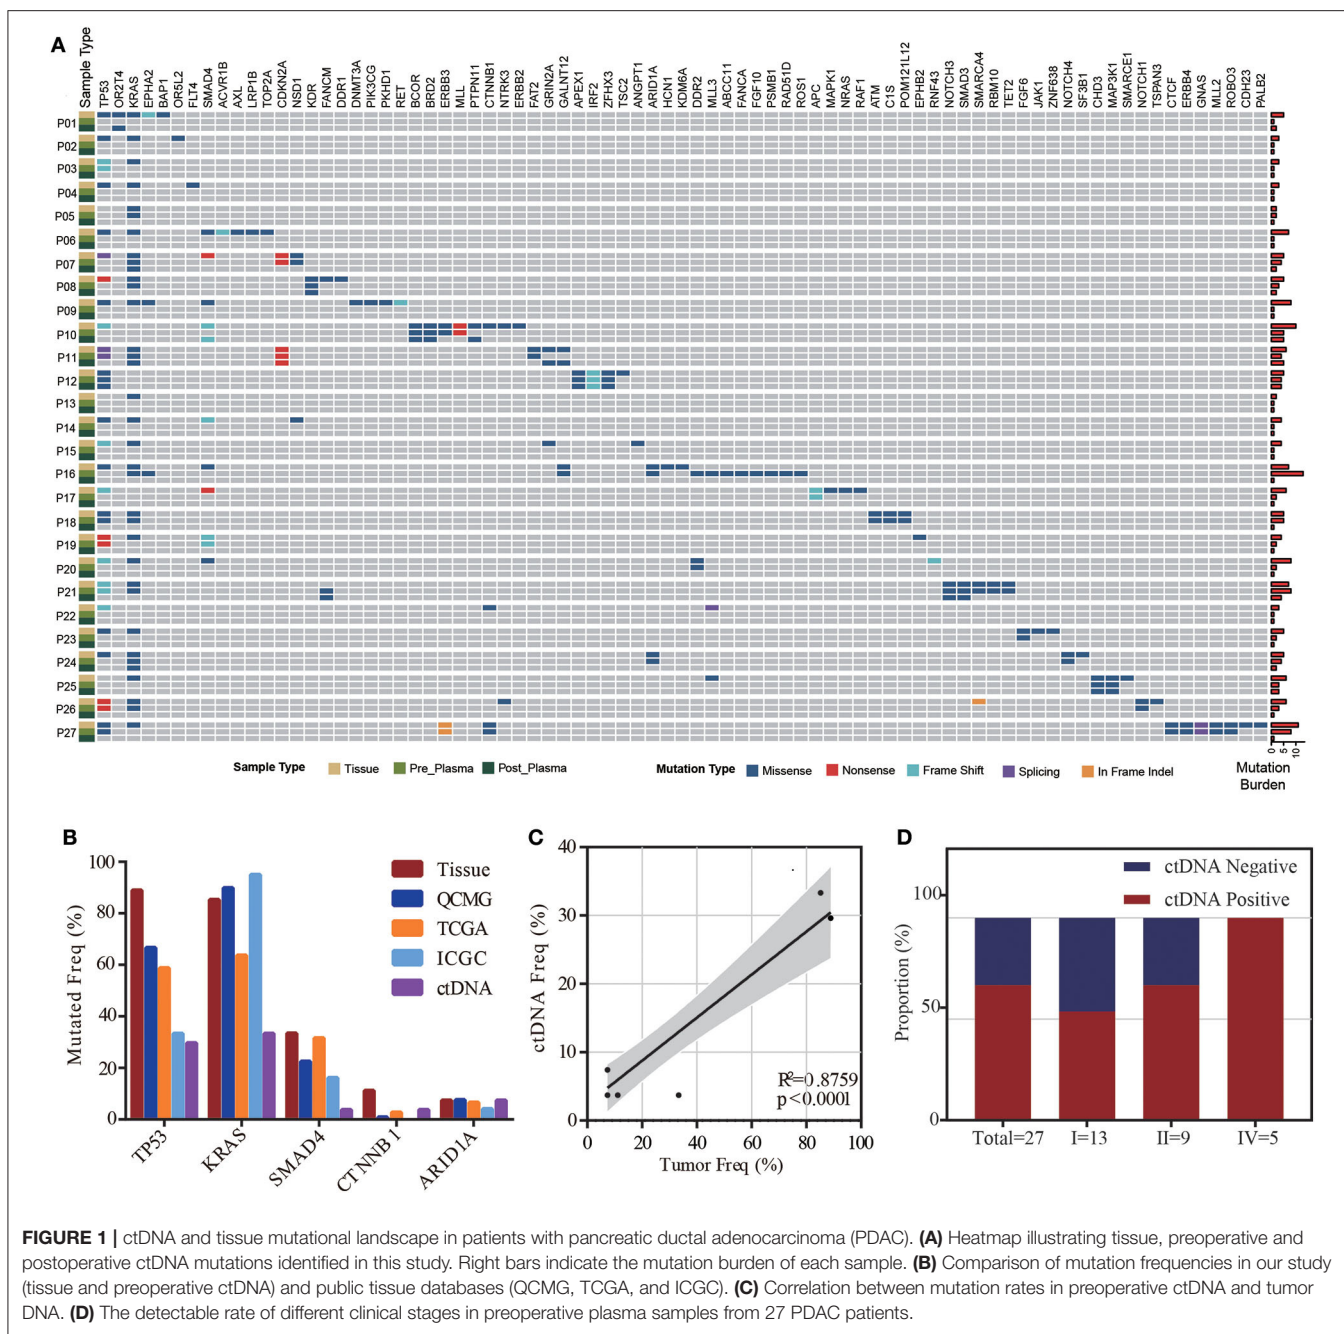 A
Sample Type
TP53
OR2T4
KRAS
EPHA2
BAP1
OR5L2
FLT4
SMAD4
ACVR1B
AXL
LRP1B
TOP2A
CDKN2A
NSD1
KDR
FANCM
DDR1
DNMT3A
PIK3CG
PKHD1
RET
BCOR
BRD2
ERBB3
MLL
PTPN11
CTNNB1
NTRK3
ERBB2
FAT2
GRIN2A
GALNT12
APEX1
IRF2
ZFHX3
TSC2
ANGPT1
ARID1A
HCN1
KDM6A
DDR2
MLL3
ABCC11
FANCA
FGF10
PSMB1
RAD51D
ROS1
APC
MAPK1
NRAS
RAF1
ATM
C1S
POM121L12
EPHB2
RNF43
NOTCH3
SMAD3
SMARCA4
RBM10
TET2
FGF6
JAK1
ZNF638
NOTCH4
SF3B1
CHD3
MAP3K1
SMARCE1
NOTCH1
TSPAN3
CTCF
ERBB4
GNAS
MLL2
ROBO3
CDH23
PALB2
P01
P02
P03
P04
P05
P06
P07
P08
P09
P10
P11
P12
P13
P14
P15
P16
P17
P18
P19
P20
P21
P22
P23
P24
P25
P26
P27
0 5 10
Mutation
Burden
Sample Type Tissue Pre_Plasma Post_Plasma
Mutation Type Missense Nonsense Frame Shift Splicing In Frame Indel
B
Mutated Freq (%)
100
80
60
40
20
0
Tissue
QCMG
TCGA
ICGC
ctDNA
TP53
KRAS
SMAD4
CTNNB1
ARID1A
C
ctDNA Freq (%)
40
30
20
10
0
R²=0.8759
p<0.0001
0 20 40 60 80 100
Tumor Freq (%)
D
Proportion (%)
100
50
0
ctDNA Negative
ctDNA Positive
Total=27 I=13 II=9 IV=5
FIGURE 1 | ctDNA and tissue mutational landscape in patients with pancreatic ductal adenocarcinoma (PDAC). (A) Heatmap illustrating tissue, preoperative and
postoperative ctDNA mutations identified in this study. Right bars indicate the mutation burden of each sample. (B) Comparison of mutation frequencies in our study
(tissue and preoperative ctDNA) and public tissue databases (QCMG, TCGA, and ICGC). (C) Correlation between mutation rates in preoperative ctDNA and tumor
DNA. (D) The detectable rate of different clinical stages in preoperative plasma samples from 27 PDAC patients.